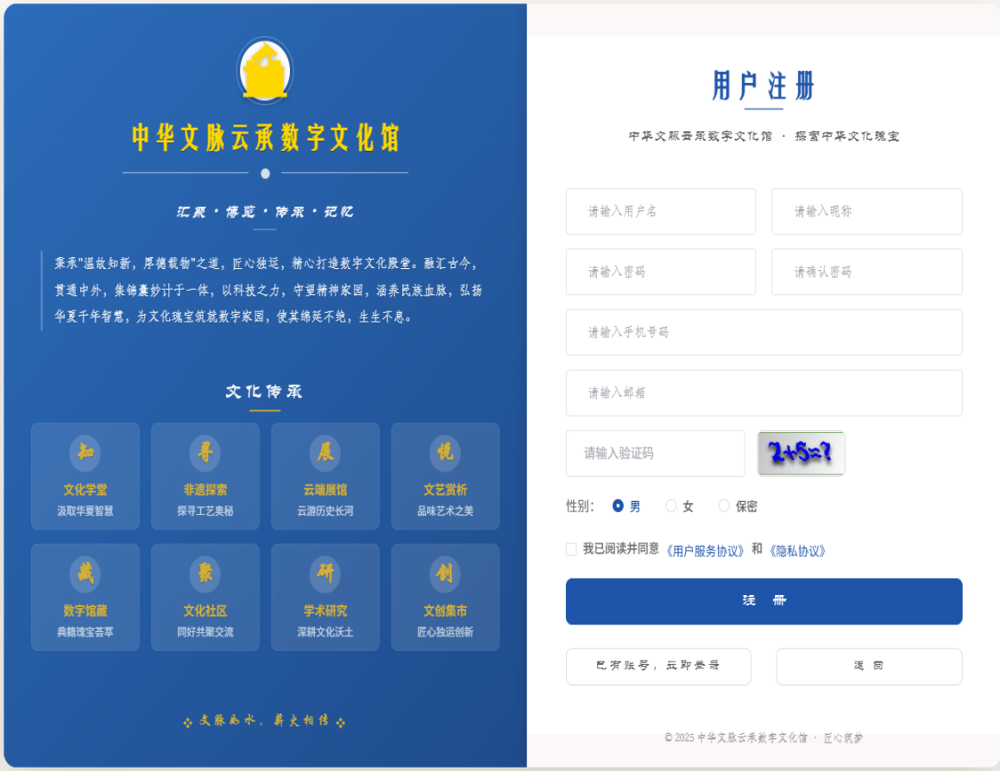 中华文脉云承数字文化馆
汇聚·博览·传承·记忆
秉承"温故知新，厚德载物"之道，匠心独运，精心打造数字文化殿堂。融汇古今，
贯通中外，集锦囊妙计于一体，以科技之力，守望精神家园，涵养民族血脉，弘扬
华夏千年智慧，为文化瑰宝筑就数字家园，使其绵延不绝，生生不息。
文化传承
知 寻 展 悦
文化学堂 非遗探索 云端展馆 文艺赏析
汲取华夏智慧 探寻工艺奥秘 云游历史长河 品味艺术之美
藏 聚 研 创
数字馆藏 文化社区 学术研究 文创集市
典籍瑰宝荟萃 同好共聚交流 深耕文化沃土 匠心独运创新
文脉如水，薪火相传
用户注册
中华文脉云承数字文化馆 · 探索中华文化瑰宝
请输入用户名 请输入昵称
请输入密码 请确认密码
请输入手机号码
请输入邮箱
请输入验证码 2+5=?
性别： 男 女 保密
我已阅读并同意 《用户服务协议》 和 《隐私协议》
注 册
已有账号，立即登录 返 回
© 2025 中华文脉云承数字文化馆 · 匠心筑梦